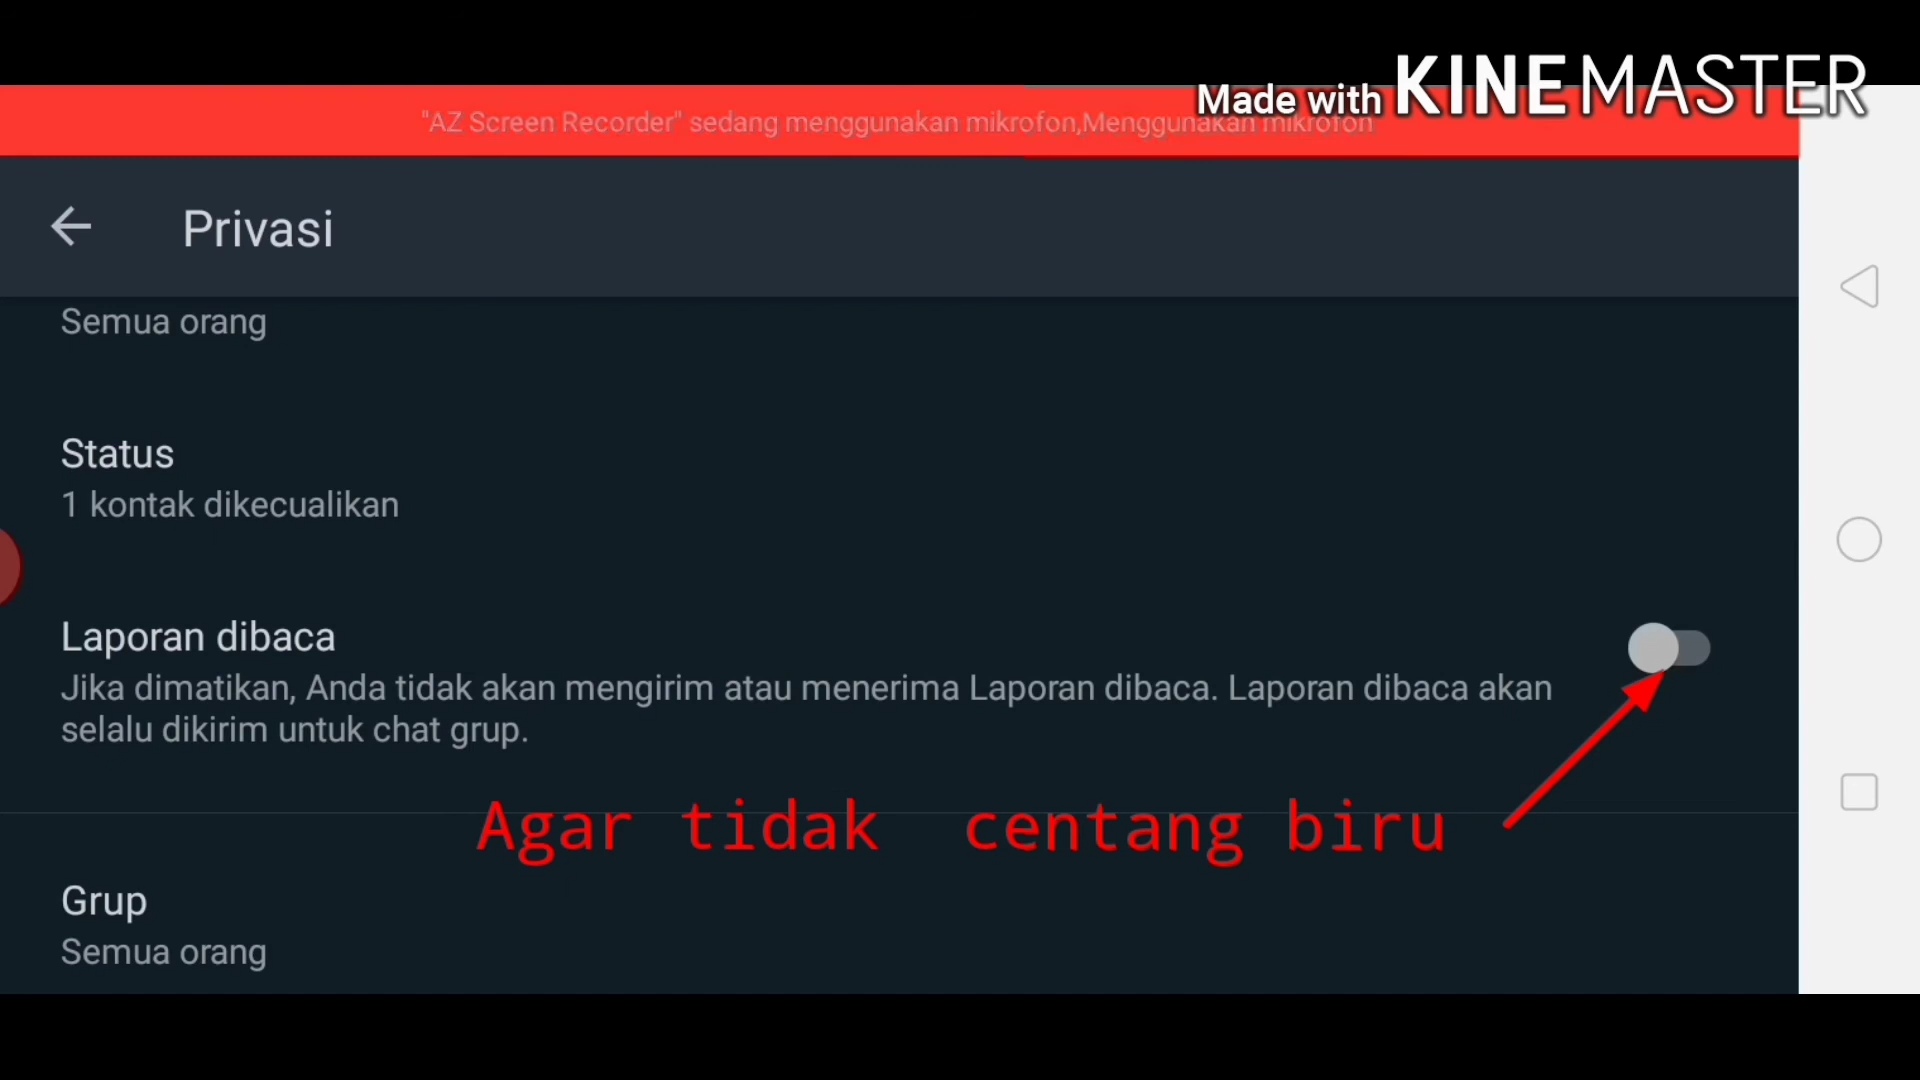 Made with KINEMASTER
"AZ Screen Recorder" sedang menggunakan mikrofon,Menggunakan mikrofon
Privasi
Semua orang
Status
1 kontak dikecualikan
Laporan dibaca
Jika dimatikan, Anda tidak akan mengirim atau menerima Laporan dibaca. Laporan dibaca akan
selalu dikirim untuk chat grup.
Agar tidak centang biru
Grup
Semua orang